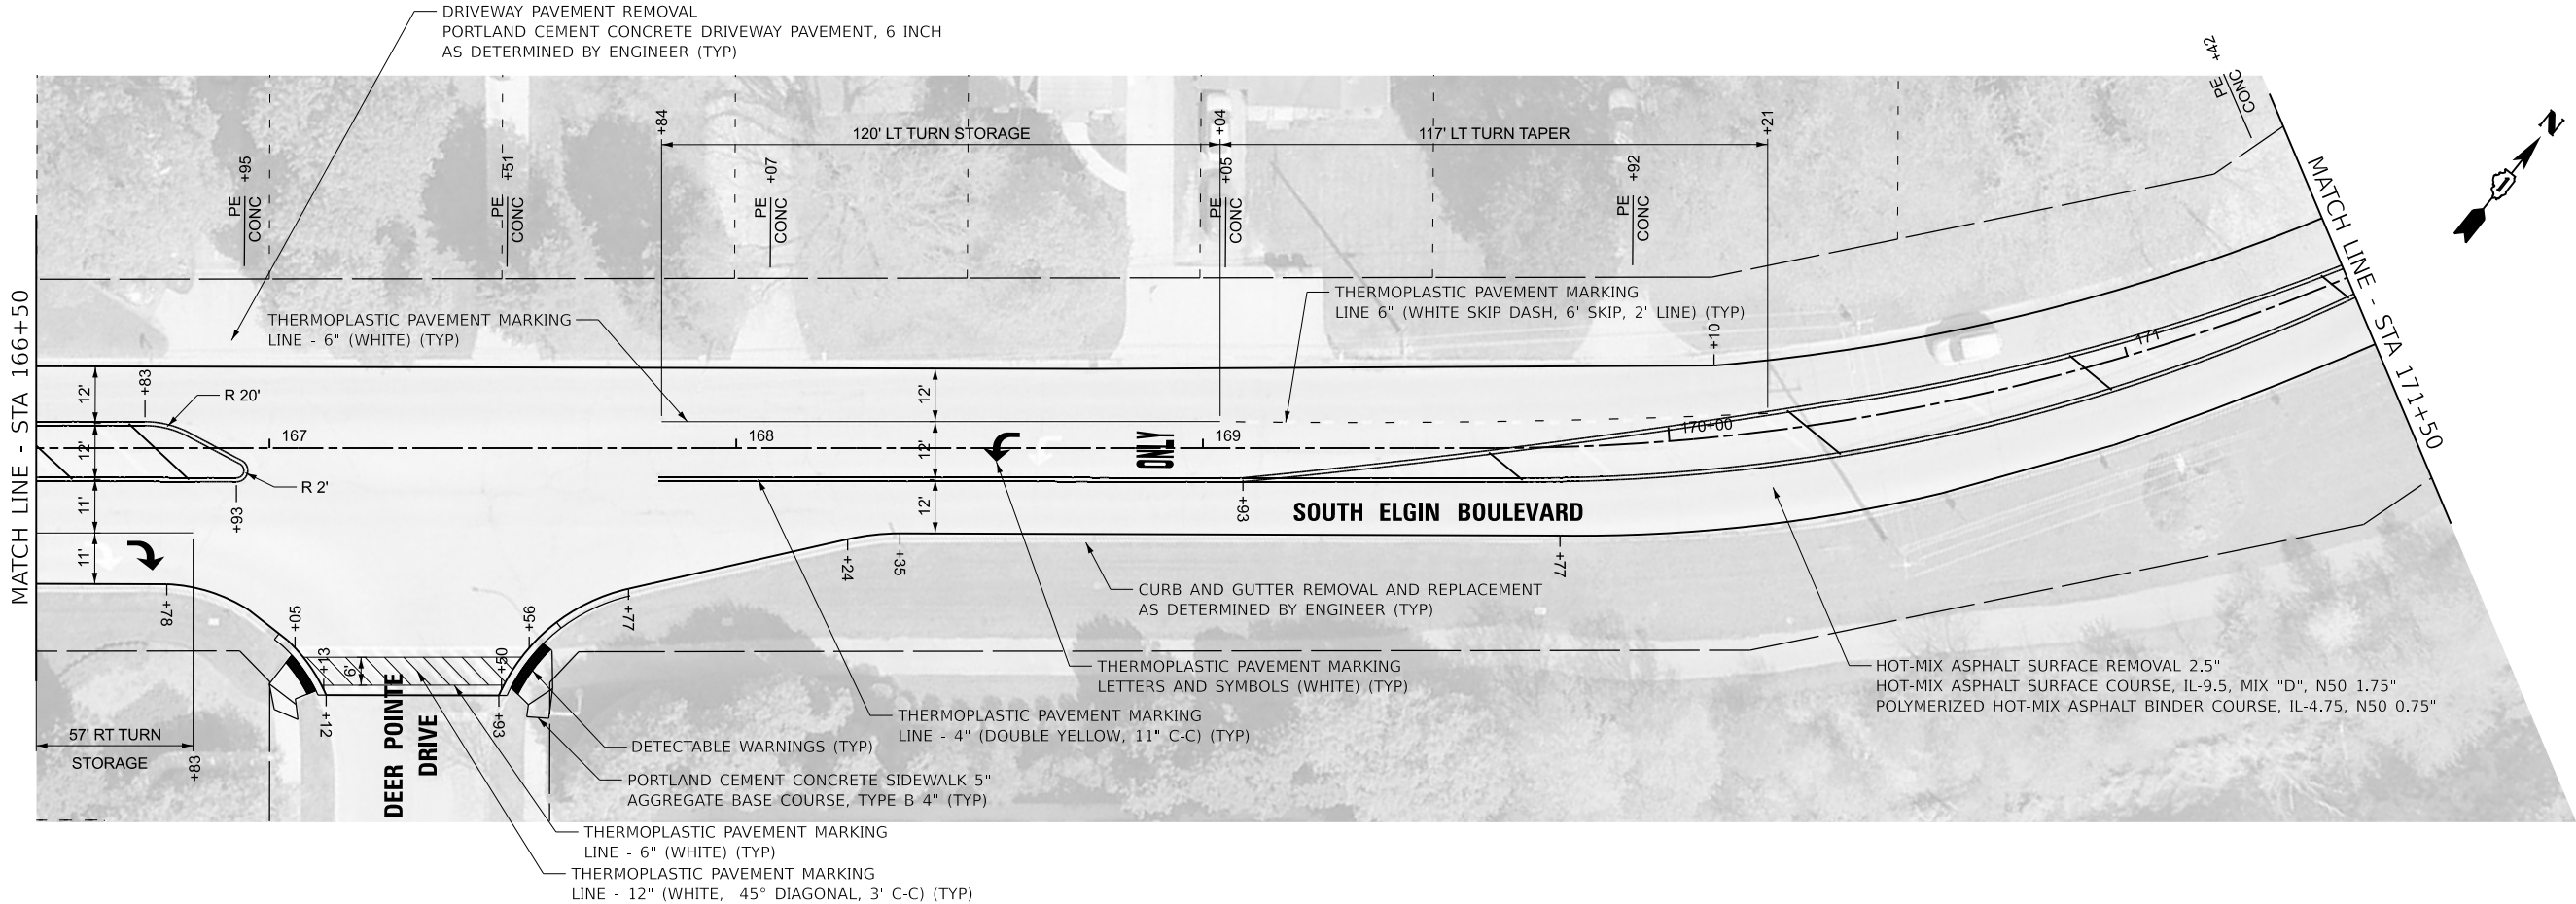 DRIVEWAY PAVEMENT REMOVAL
PORTLAND CEMENT CONCRETE DRIVEWAY PAVEMENT, 6 INCH
AS DETERMINED BY ENGINEER (TYP)
PE +42
CONC
N
+84
120' LT TURN STORAGE
+04
117' LT TURN TAPER
+21
PE +95
CONC
PE +51
CONC
PE +07
CONC
PE +05
CONC
PE +92
CONC
MATCH LINE - STA 166+50
MATCH LINE - STA 171+50
THERMOPLASTIC PAVEMENT MARKING
LINE - 6" (WHITE) (TYP)
THERMOPLASTIC PAVEMENT MARKING
LINE 6" (WHITE SKIP DASH, 6' SKIP, 2' LINE) (TYP)
+10
171
12'
+83
R 20'
12'
12'
167
168
12'
ONLY
169
170+00
R 2'
11'
+93
12'
+93
SOUTH ELGIN BOULEVARD
11'
+78
+05
+56
+77
+24
+35
+77
CURB AND GUTTER REMOVAL AND REPLACEMENT
AS DETERMINED BY ENGINEER (TYP)
+13
6'
+50
THERMOPLASTIC PAVEMENT MARKING
LETTERS AND SYMBOLS (WHITE) (TYP)
HOT-MIX ASPHALT SURFACE REMOVAL 2.5"
HOT-MIX ASPHALT SURFACE COURSE, IL-9.5, MIX "D", N50 1.75"
POLYMERIZED HOT-MIX ASPHALT BINDER COURSE, IL-4.75, N50 0.75"
+12
+93
DEER POINTE
DRIVE
THERMOPLASTIC PAVEMENT MARKING
LINE - 4" (DOUBLE YELLOW, 11" C-C) (TYP)
57' RT TURN
STORAGE
+83
DETECTABLE WARNINGS (TYP)
PORTLAND CEMENT CONCRETE SIDEWALK 5"
AGGREGATE BASE COURSE, TYPE B 4" (TYP)
THERMOPLASTIC PAVEMENT MARKING
LINE - 6" (WHITE) (TYP)
THERMOPLASTIC PAVEMENT MARKING
LINE - 12" (WHITE, 45° DIAGONAL, 3' C-C) (TYP)